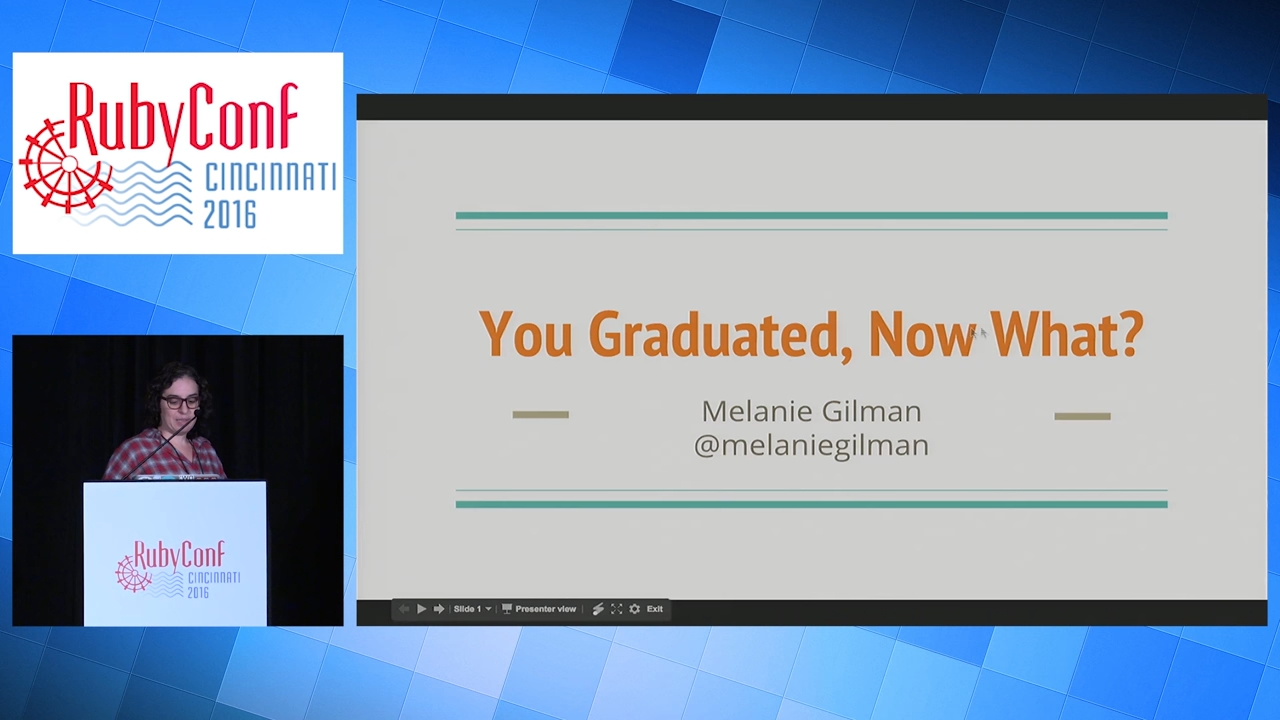 RubyConf
CINCINNATI
2016
You Graduated, Now What?
Melanie Gilman
@melaniegilman
RubyConf
CINCINNATI
2016
Slide 1
Presenter view
Exit